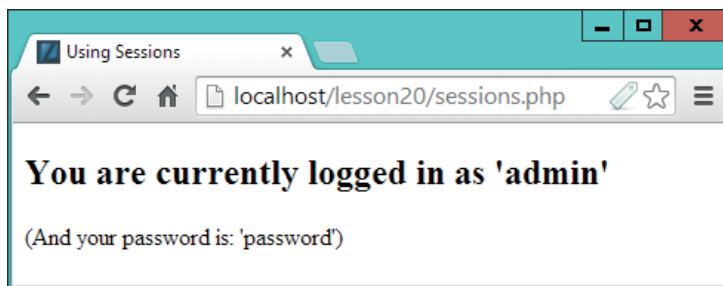 Using Sessions
localhost/lesson20/sessions.php
You are currently logged in as 'admin'
(And your password is: 'password')